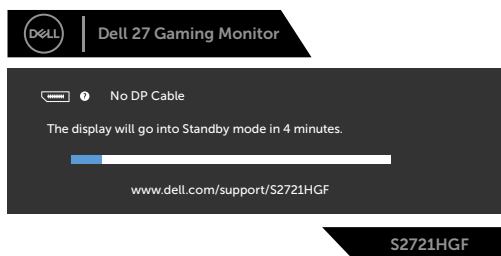 DELL
Dell 27 Gaming Monitor
? No DP Cable
The display will go into Standby mode in 4 minutes.
www.dell.com/support/S2721HGF
S2721HGF